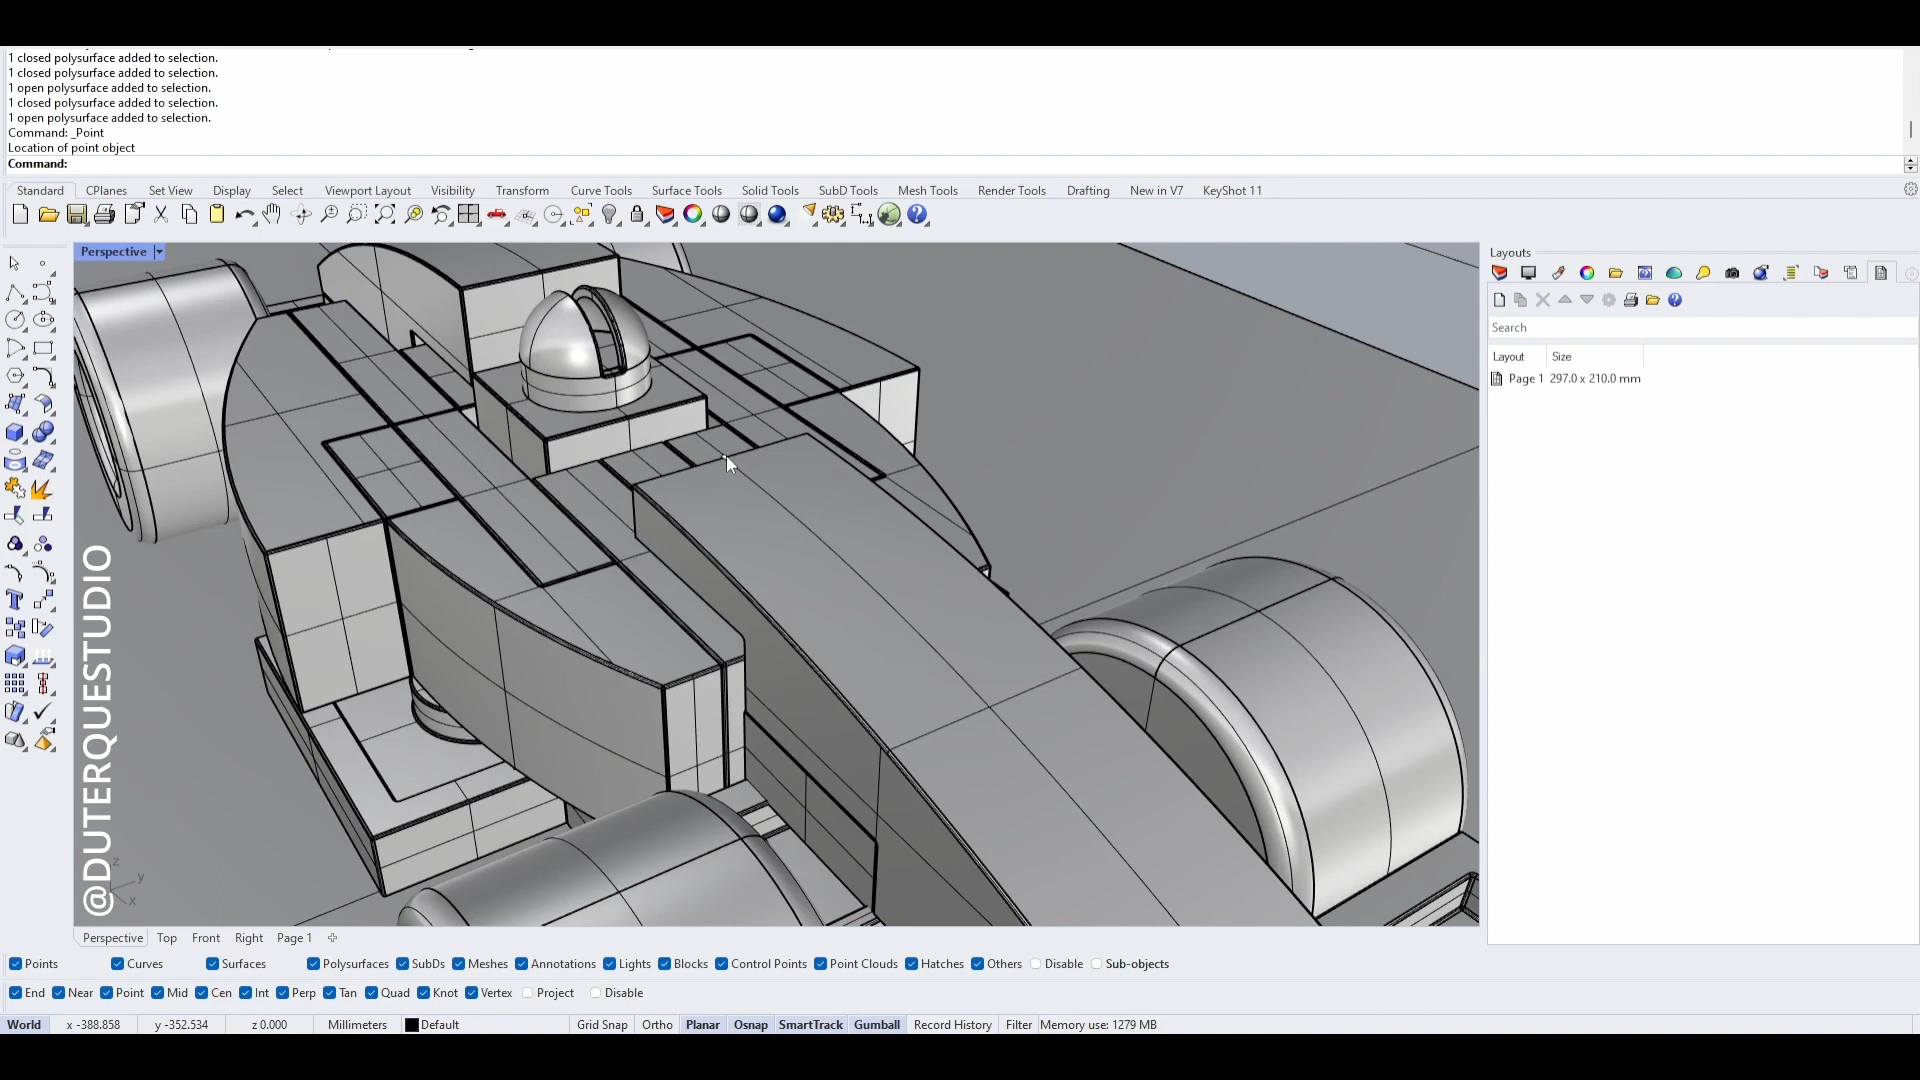 1 closed polysurface added to selection.
1 closed polysurface added to selection.
1 open polysurface added to selection.
1 closed polysurface added to selection.
1 open polysurface added to selection.
Command: _Point
Location of point object
Command:
Standard CPlanes Set View Display Select Viewport Layout Visibility Transform Curve Tools Surface Tools Solid Tools SubD Tools Mesh Tools Render Tools Drafting New in V7 KeyShot 11
Perspective
Layouts
Search
Layout Size
Page 1 297.0 x 210.0 mm
@DUTERQUESTUDIO
z
y
x
Perspective Top Front Right Page 1
Points Curves Surfaces Polysurfaces SubDs Meshes Annotations Lights Blocks Control Points Point Clouds Hatches Others Disable Sub-objects
End Near Point Mid Cen Int Perp Tan Quad Knot Vertex Project Disable
World x -388.858 y -352.534 z 0.000 Millimeters Default Grid Snap Ortho Planar Osnap SmartTrack Gumball Record History Filter Memory use: 1279 MB